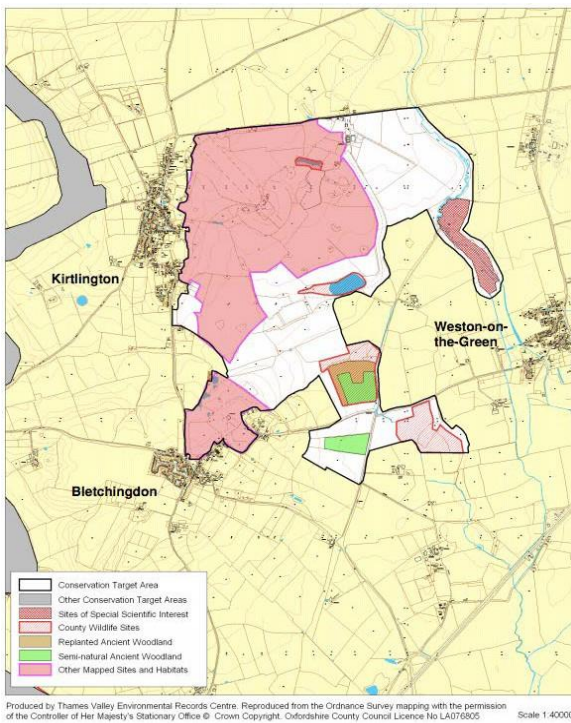 Kirtlington
Weston-on-
the-Green
Bletchingdon
Conservation Target Area
Other Conservation Target Areas
Sites of Special Scientific Interest
County Wildlife Sites
Replanted Ancient Woodland
Semi-natural Ancient Woodland
Other Mapped Sites and Habitats
Produced by Thames Valley Environmental Records Centre. Reproduced from the Ordnance Survey mapping with the permission
of the Controller of Her Majesty's Stationary Office © Crown Copyright. Oxfordshire County Council Licence No LA076805
Scale 1:40000